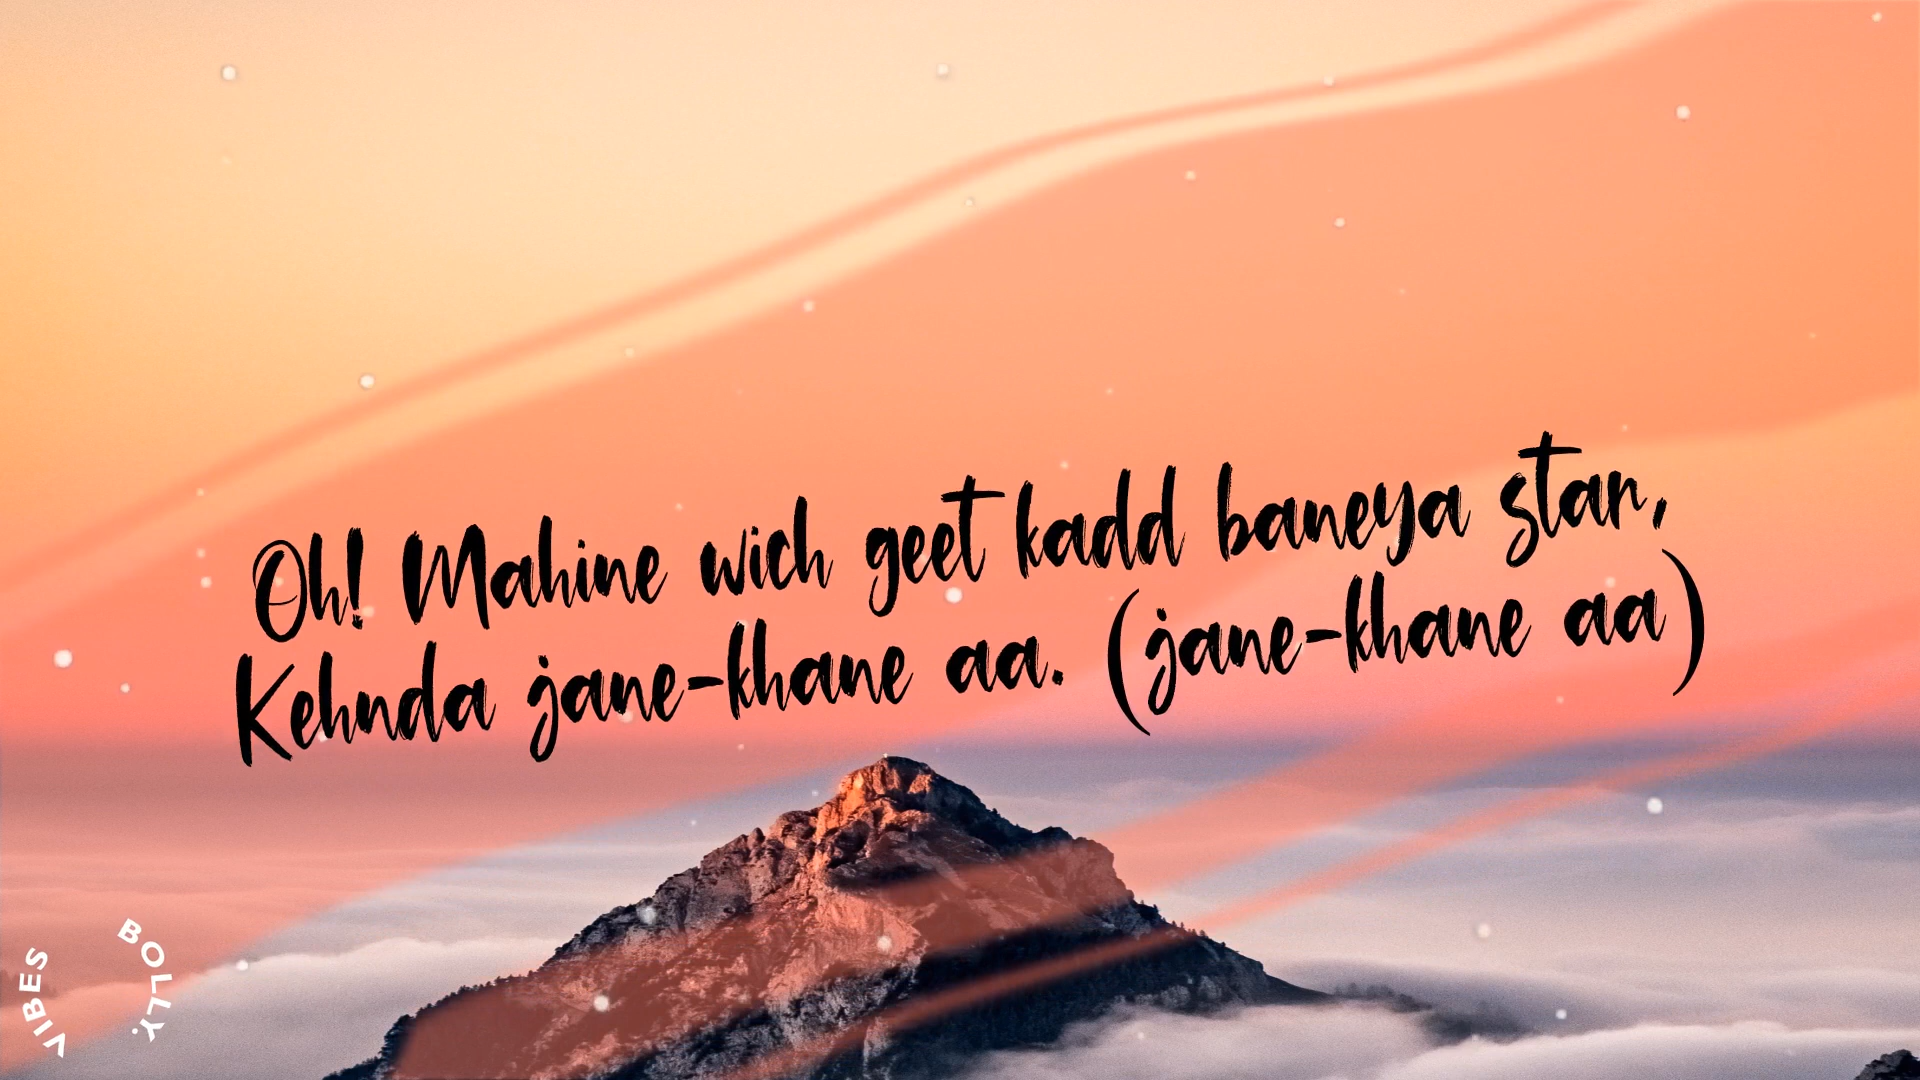 Oh! Mahine wich geet kadd baneya star,
Kehnda jane-khane aa. (jane-khane aa)
BOLLY.
VIBES